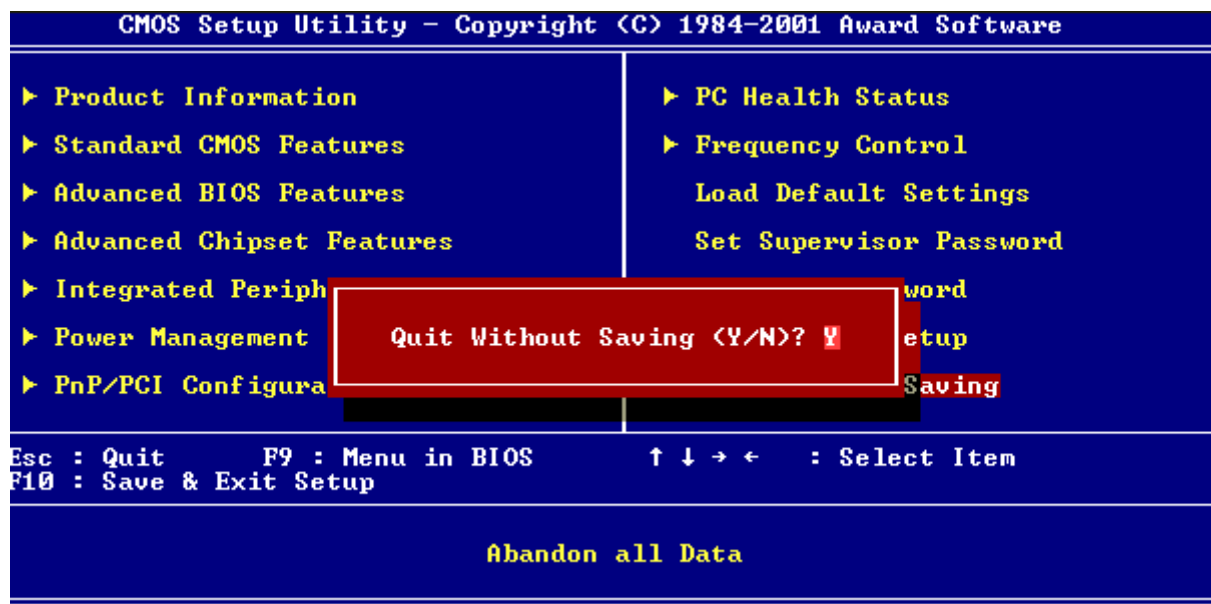 CMOS Setup Utility - Copyright (C) 1984-2001 Award Software
▶ Product Information
▶ Standard CMOS Features
▶ Advanced BIOS Features
▶ Advanced Chipset Features
▶ Integrated Periph
▶ Power Management
▶ PnP/PCI Configura
▶ PC Health Status
▶ Frequency Control
Load Default Settings
Set Supervisor Password
word
etup
Saving
Quit Without Saving (Y/N)? Y
Esc : Quit F9 : Menu in BIOS ↑ ↓ → ← : Select Item
F10 : Save & Exit Setup
Abandon all Data